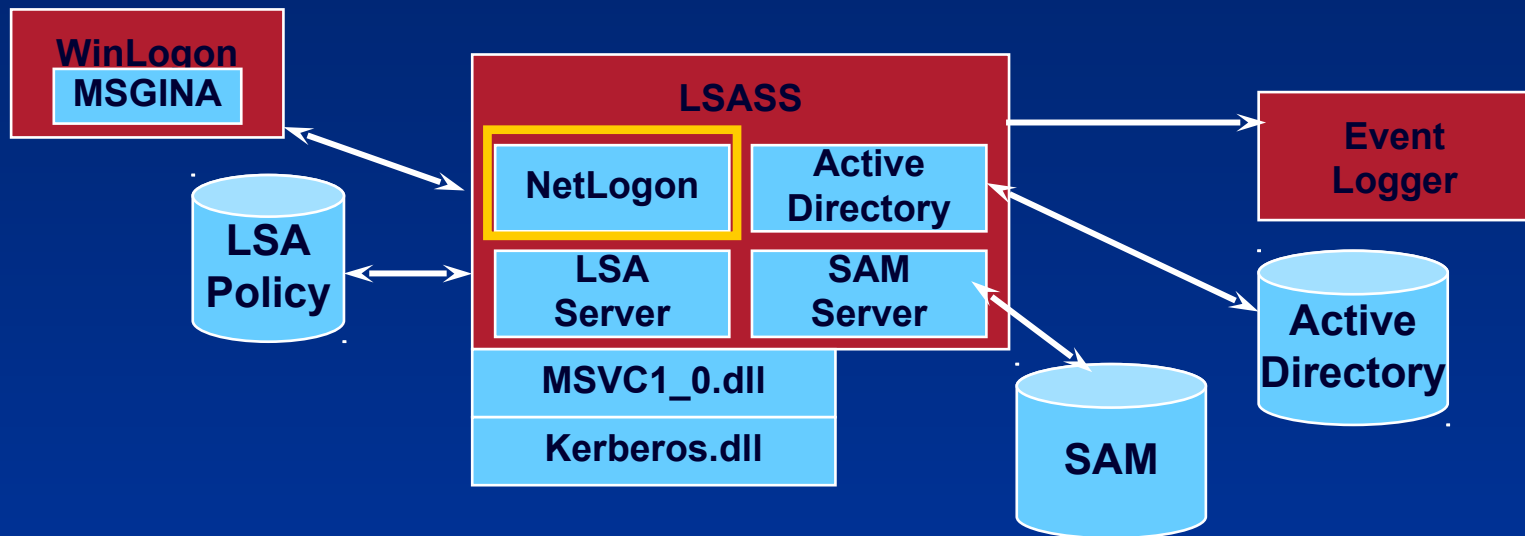 WinLogon
MSGINA
LSASS
NetLogon
Active
Directory
Event
Logger
LSA
Policy
LSA
Server
SAM
Server
MSVC1_0.dll
Kerberos.dll
SAM
Active
Directory